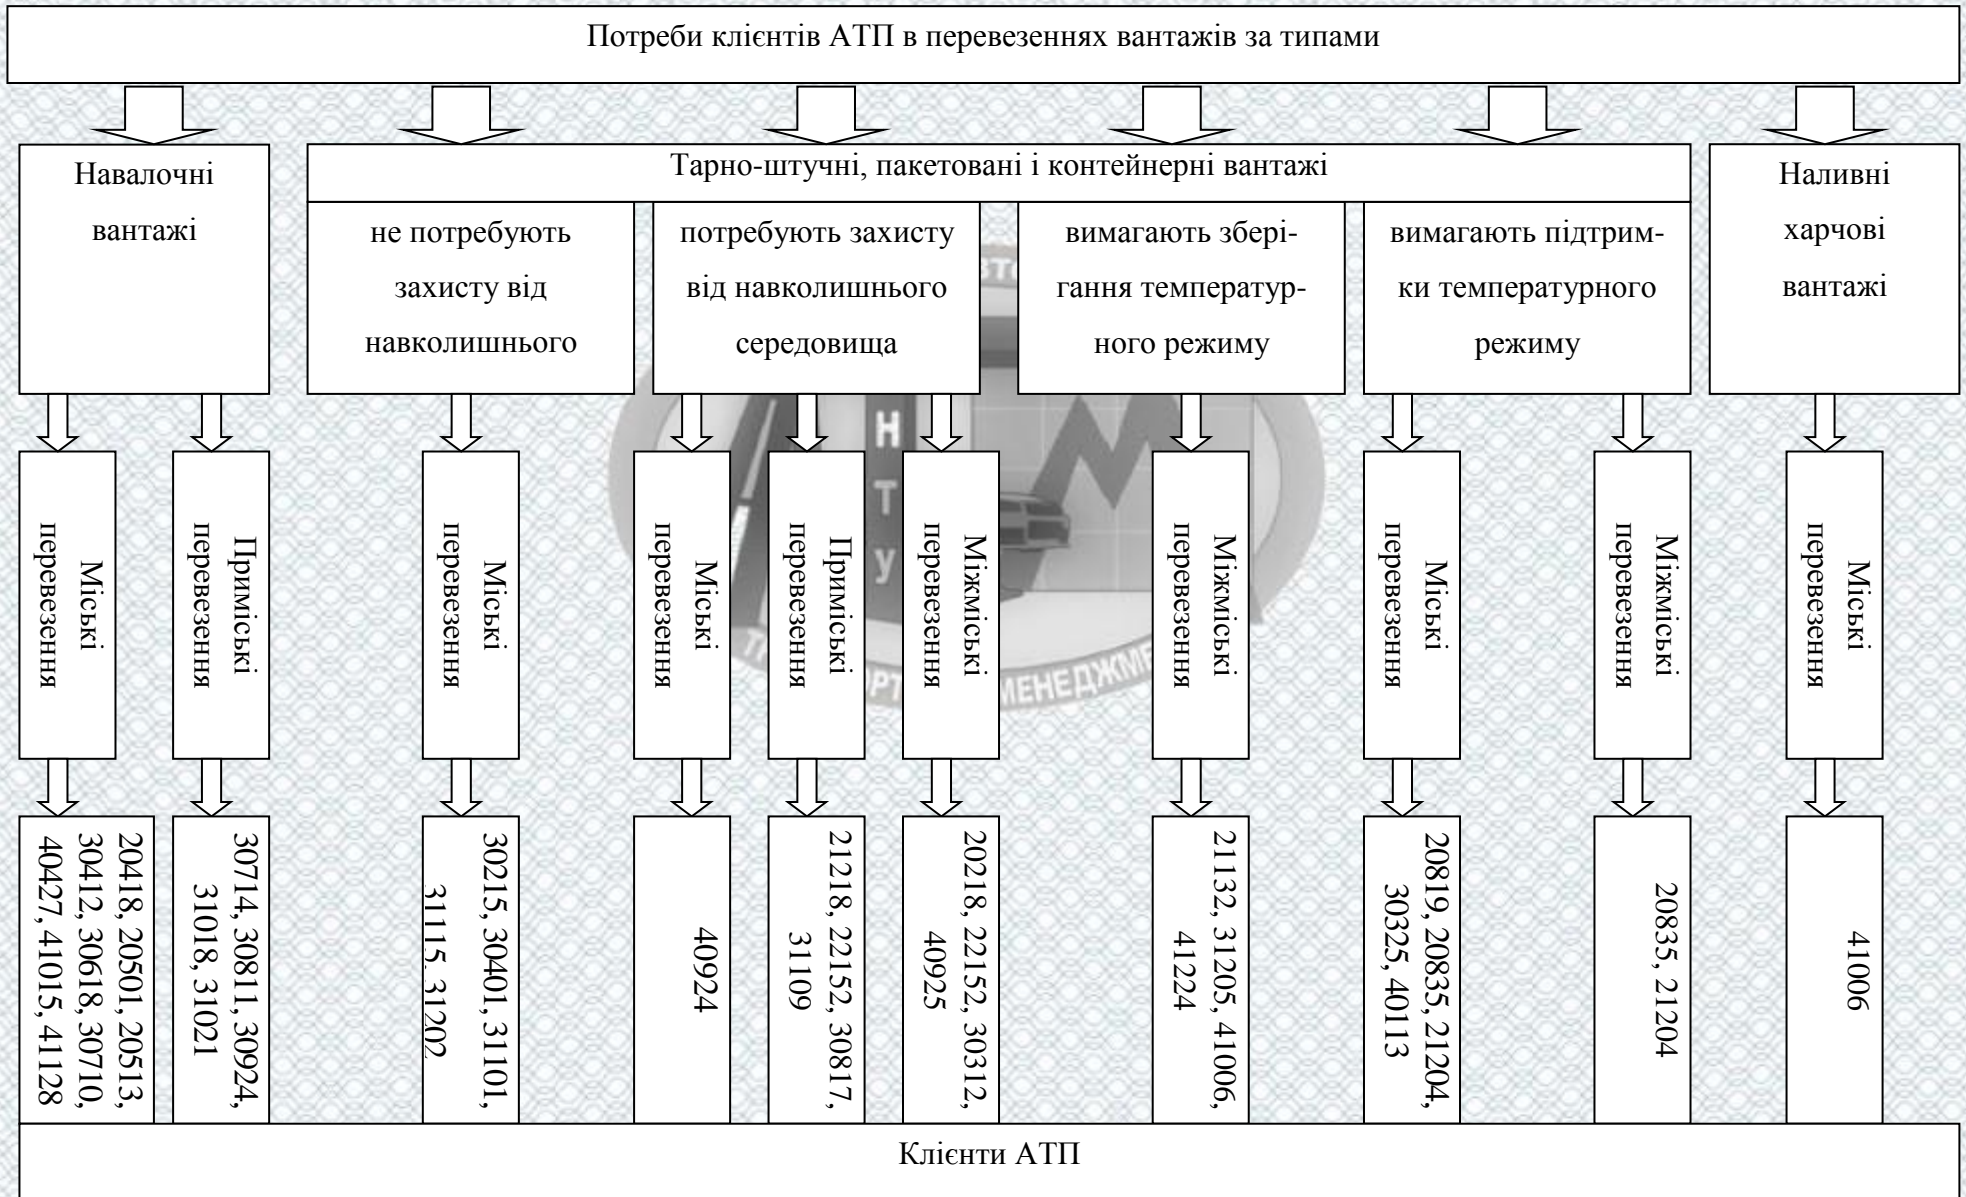 Потреби клієнтів АТП в перевезеннях вантажів за типами
Навалочні
вантажі
Тарно-штучні, пакетовані і контейнерні вантажі
не потребують
захисту від
навколишнього
потребують захисту
від навколишнього
середовища
вимагають збері-
гання температур-
ного режиму
вимагають підтрим-
ки температурного
режиму
Наливні
харчові
вантажі
Міські
перевезення
Приміські
перевезення
Міські
перевезення
Міські
перевезення
Приміські
перевезення
Міжміські
перевезення
Міжміські
перевезення
Міські
перевезення
Міжміські
перевезення
Міські
перевезення
Н
Т
У
20418, 20501, 20513,
30412, 30618, 30710,
40427, 41015, 41128
30714, 30811, 30924,
31018, 31021
30215, 30401, 31101,
31115, 31202
40924
21218, 22152, 30817,
31109
20218, 22152, 30312,
40925
21132, 31205, 41006,
41224
20819, 20835, 21204,
30325, 40113
20835, 21204
41006
Клієнти АТП